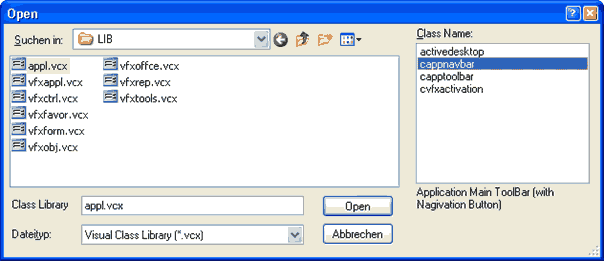 Open
Suchen in:
LIB
appl.vcx
vfxappl.vcx
vfxctrl.vcx
vfxfavor.vcx
vfxform.vcx
vfxobj.vcx
vfxoffce.vcx
vfxrep.vcx
vfxtools.vcx
Class Name:
activedesktop
cappnavbar
capptoolbar
cvfxactivation
Application Main ToolBar (with
Nagivation Button)
Class Library
appl.vcx
Open
Dateityp:
Visual Class Library (*.vcx)
Abbrechen